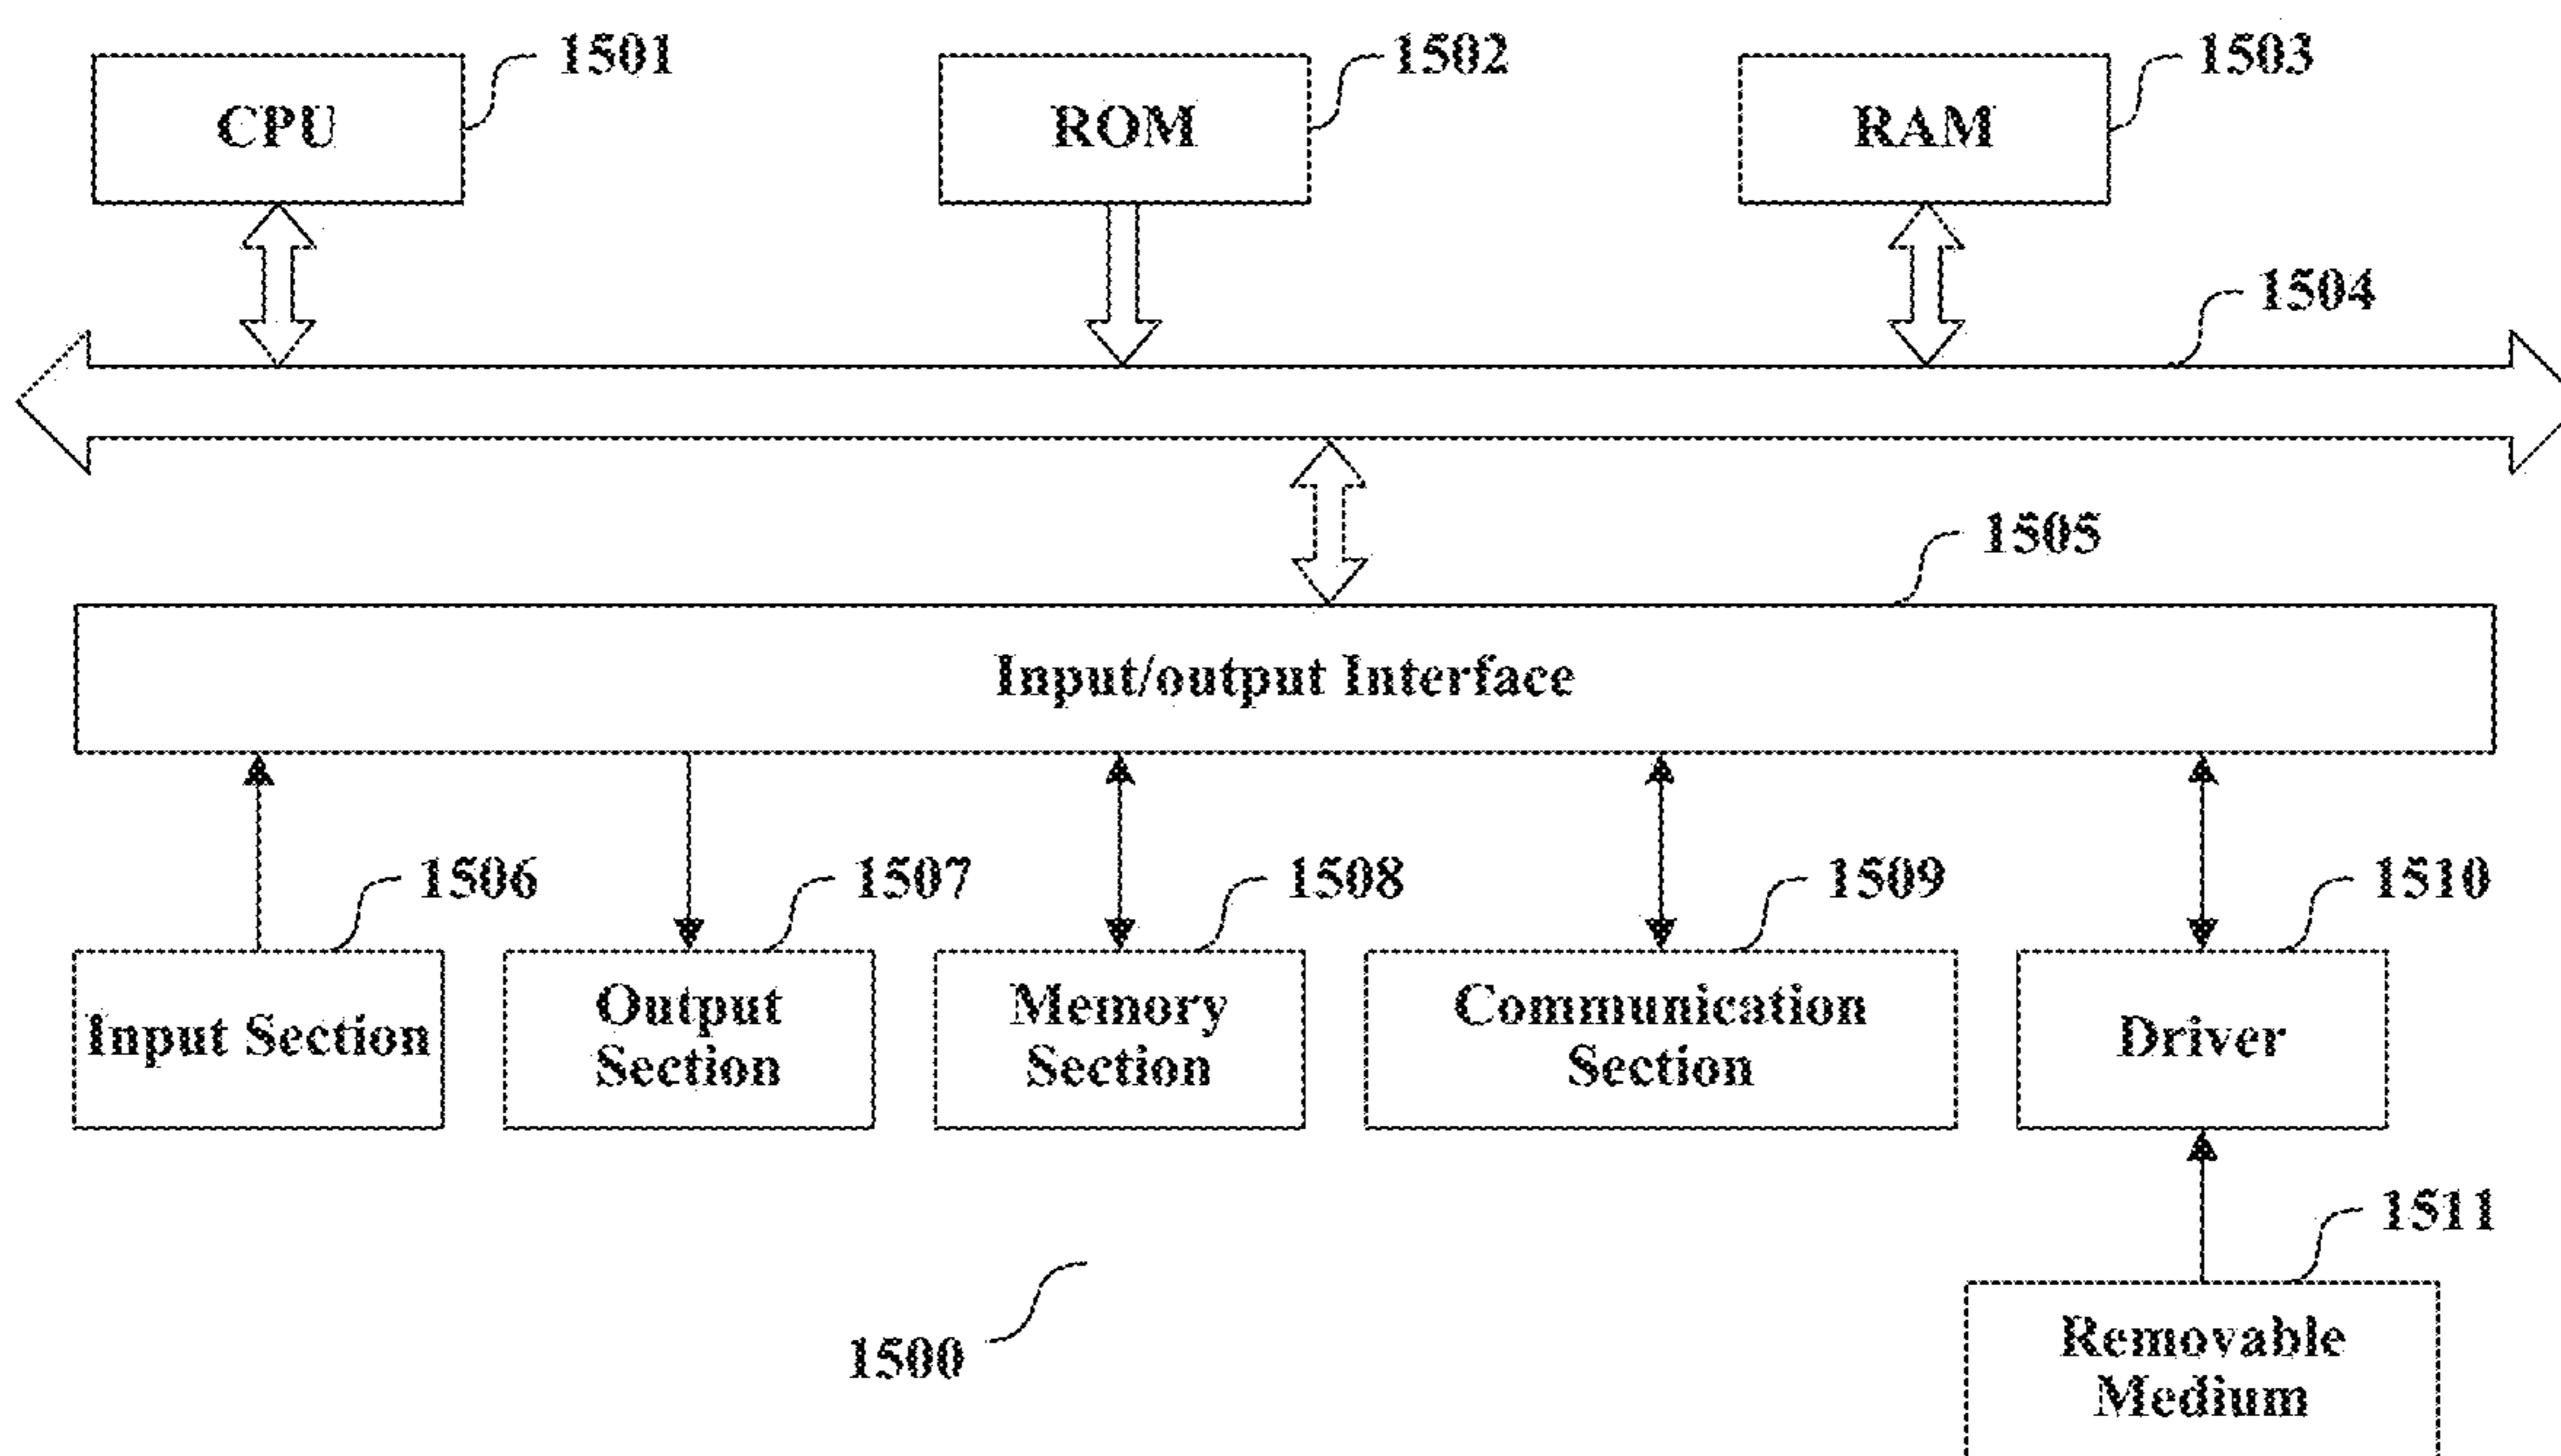 1501
1502
1503
CPU
ROM
RAM
1504
1505
Input/output Interface
1506
1507
1508
1509
1510
Input Section
Output
Section
Memory
Section
Communication
Section
Driver
1511
1500
Removable
Medium